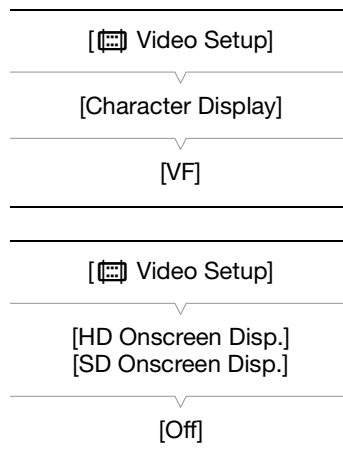 [ Video Setup]
[Character Display]
[VF]
[ Video Setup]
[HD Onscreen Disp.]
[SD Onscreen Disp.]
[Off]